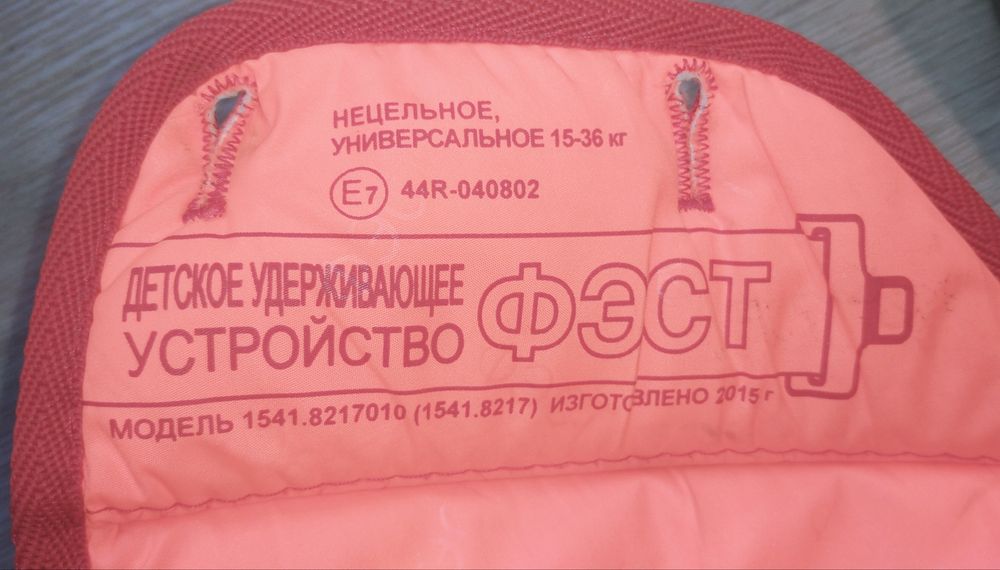 НЕЦЕЛЬНОЕ,
УНИВЕРСАЛЬНОЕ 15-36 кг
E7 44R-040802
ДЕТСКОЕ УДЕРЖИВАЮЩЕЕ
УСТРОЙСТВО ФЭСТ
МОДЕЛЬ 1541.8217010 (1541.8217) ИЗГОТОВЛЕНО 2015 г